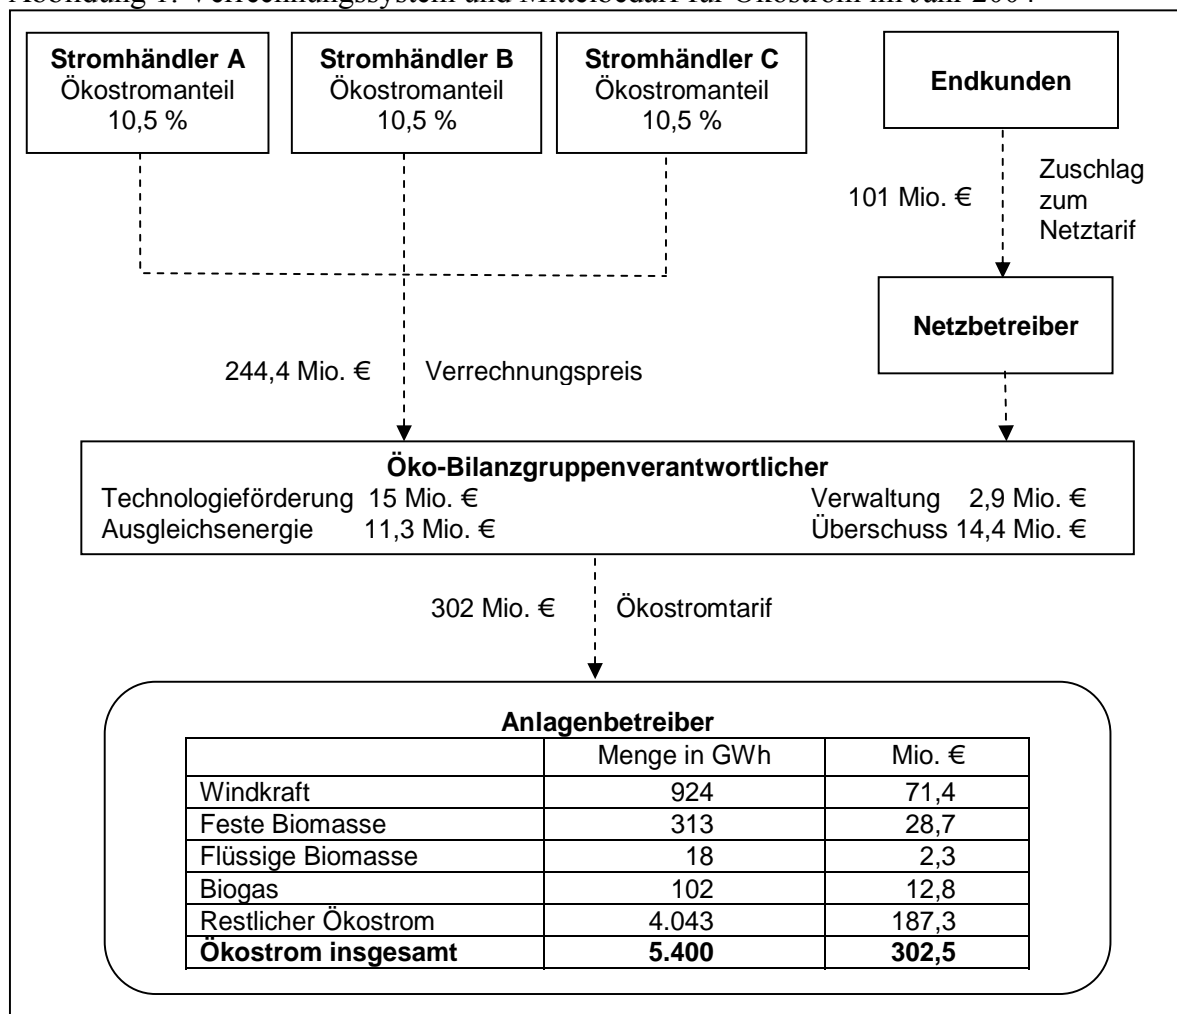 Abbildung 1: Verrechnungssystem und Mittelbedarf für Ökostrom im Jahr 2004
Stromhändler A
Ökostromanteil
10,5 %
Stromhändler B
Ökostromanteil
10,5 %
Stromhändler C
Ökostromanteil
10,5 %
Endkunden
101 Mio. €
Zuschlag
zum
Netztarif
Netzbetreiber
244,4 Mio. € Verrechnungspreis
Öko-Bilanzgruppenverantwortlicher
Technologieförderung 15 Mio. € Verwaltung 2,9 Mio. €
Ausgleichsenergie 11,3 Mio. € Überschuss 14,4 Mio. €
302 Mio. € Ökostromtarif
Anlagenbetreiber
Menge in GWh Mio. €
Windkraft 924 71,4
Feste Biomasse 313 28,7
Flüssige Biomasse 18 2,3
Biogas 102 12,8
Restlicher Ökostrom 4.043 187,3
Ökostrom insgesamt 5.400 302,5